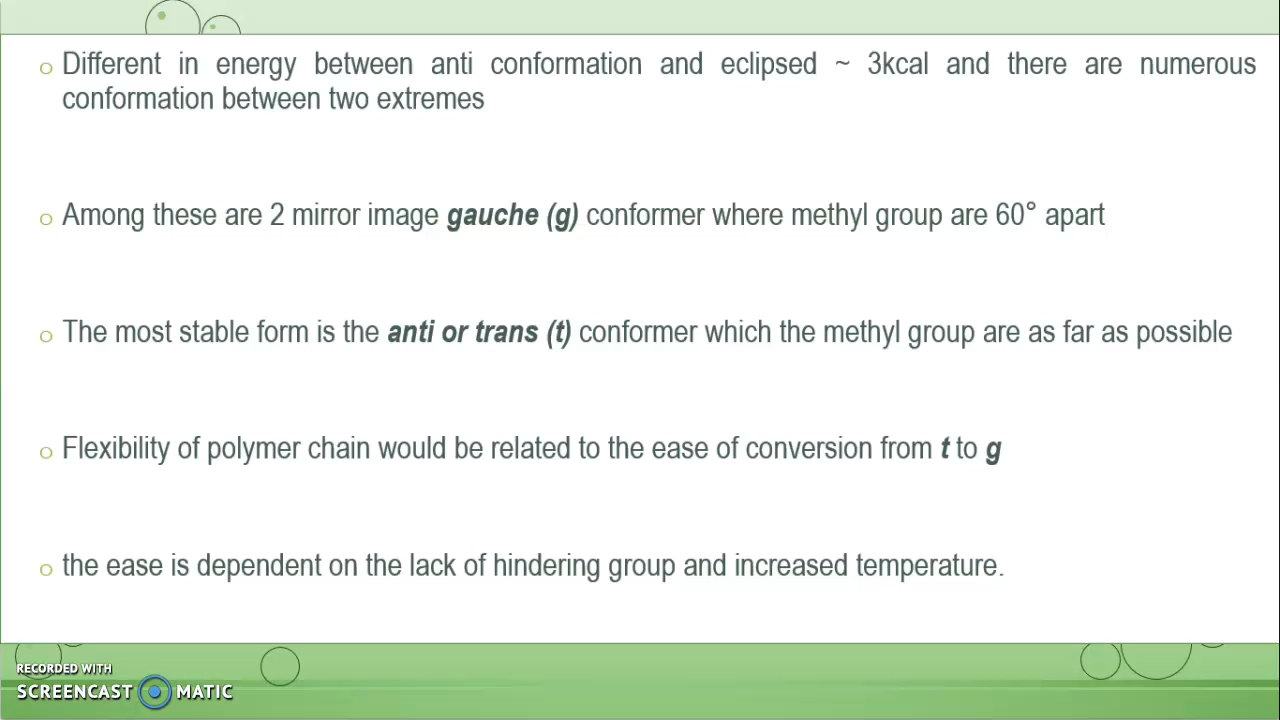 Different in energy between anti conformation and eclipsed ~ 3kcal and there are numerous
conformation between two extremes
Among these are 2 mirror image gauche (g) conformer where methyl group are 60° apart
The most stable form is the anti or trans (t) conformer which the methyl group are as far as possible
Flexibility of polymer chain would be related to the ease of conversion from t to g
the ease is dependent on the lack of hindering group and increased temperature.
RECORDED WITH
SCREENCAST MATIC